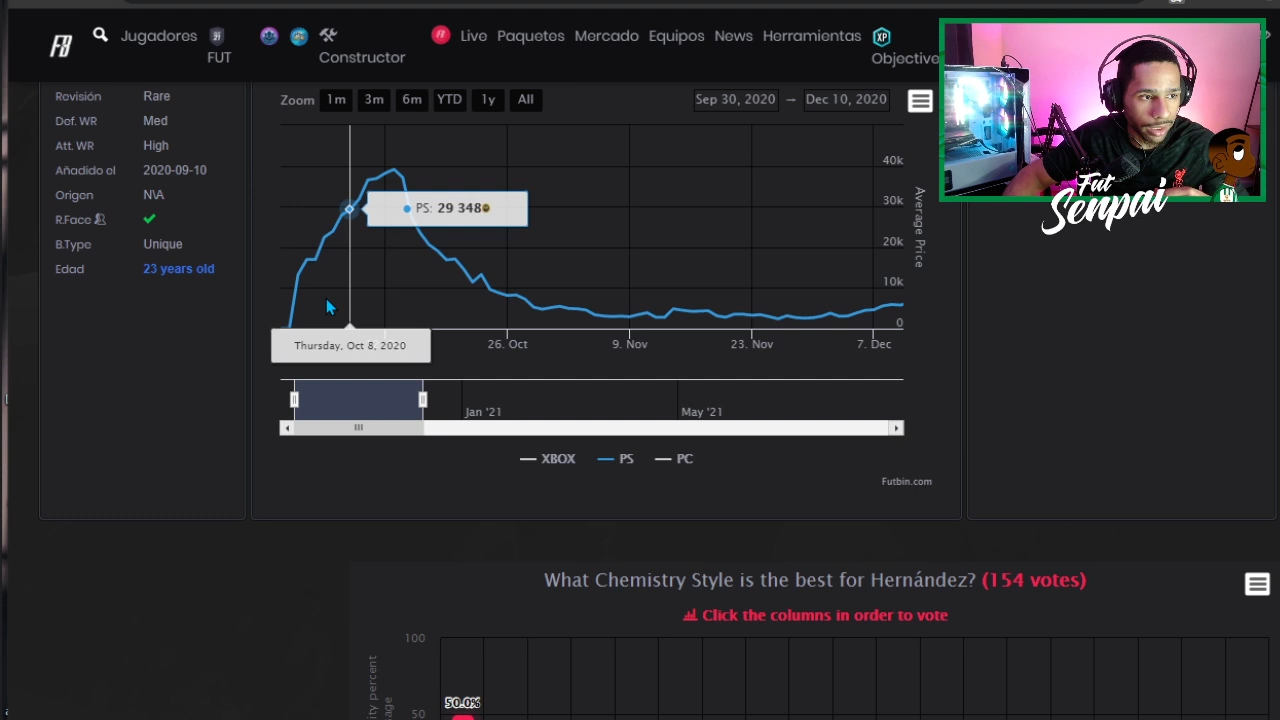 F8
Jugadores
21
FUT
Constructor
Live
Paquetes
Mercado
Equipos
News
Herramientas
XP
Objective
Revisión Rare
Def. WR Med
Att. WR High
Añadido el 2020-09-10
Origen N\A
R.Face
B.Type Unique
Edad 23 years old
Zoom 1m 3m 6m YTD 1y All
Sep 30, 2020 → Dec 10, 2020
40k
30k
20k
10k
0
Average Price
PS: 29 348
Thursday, Oct 8, 2020
26. Oct 9. Nov 23. Nov 7. Dec
Jan '21 May '21
XBOX PS PC
Futbin.com
Fut
Senpai
What Chemistry Style is the best for Hernández? (154 votes)
Click the columns in order to vote
100
50
50.0%